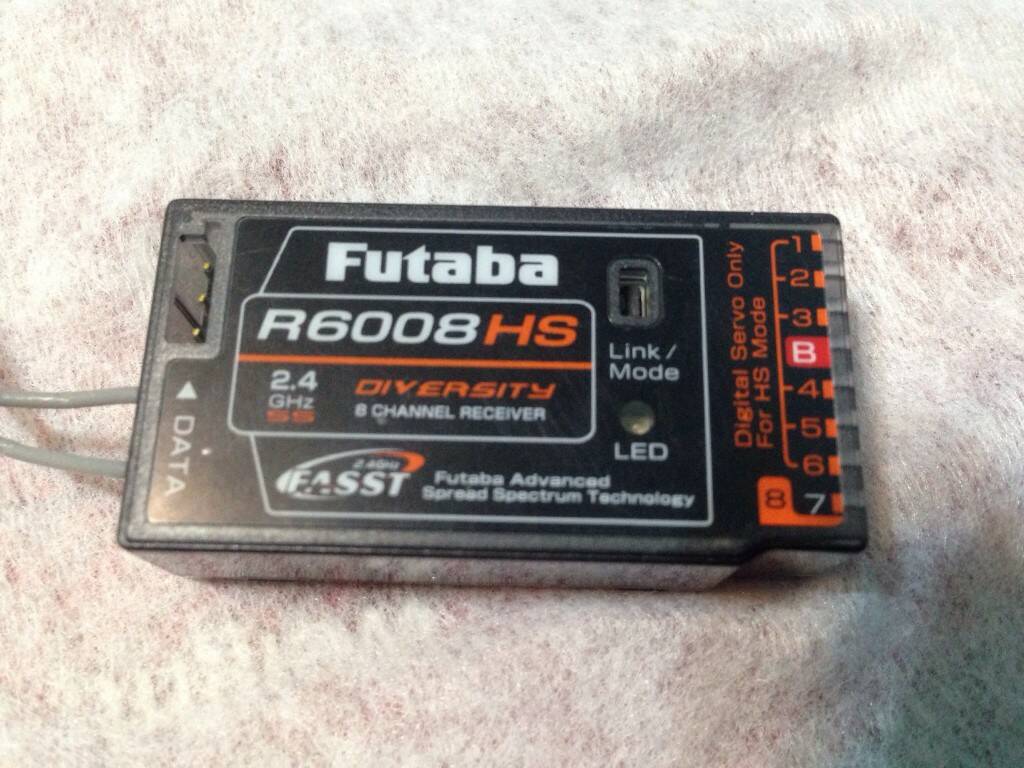 Futaba
R6008HS
2.4
GHz
SS
DIVERSITY
8 CHANNEL RECEIVER
2.4GHz
FASST
Futaba Advanced
Spread Spectrum Technology
◀ DATA
Link/
Mode
LED
Digital Servo Only
For HS Mode
1
2
3
B
4
5
6
8 7